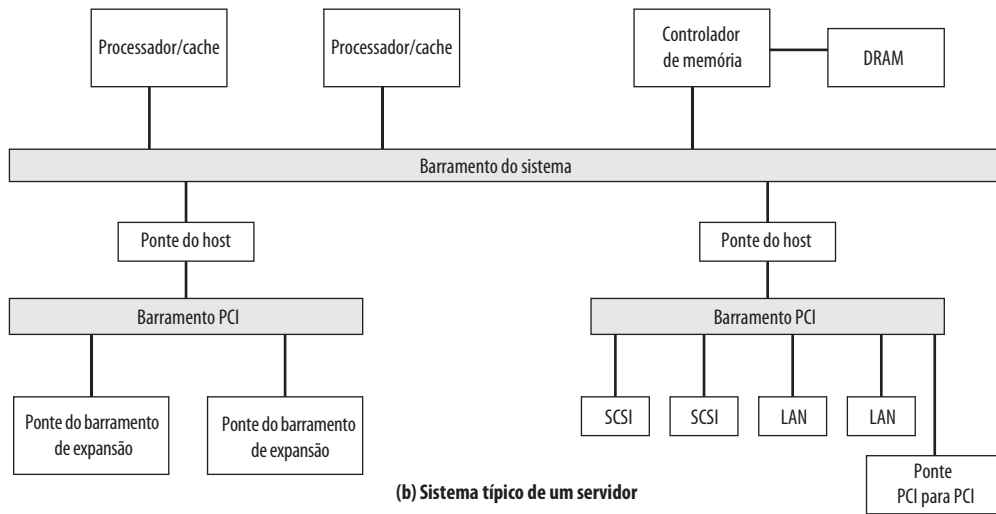 Processador/cache
Processador/cache
Controlador
de memória
DRAM
Barramento do sistema
Ponte do host
Ponte do host
Barramento PCI
Barramento PCI
Ponte do barramento
de expansão
Ponte do barramento
de expansão
SCSI
SCSI
LAN
LAN
Ponte
PCI para PCI
(b) Sistema típico de um servidor